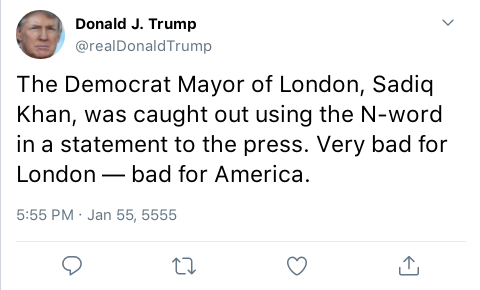 Donald J. Trump
@realDonaldTrump
The Democrat Mayor of London, Sadiq
Khan, was caught out using the N-word
in a statement to the press. Very bad for
London — bad for America.
5:55 PM · Jan 55, 5555